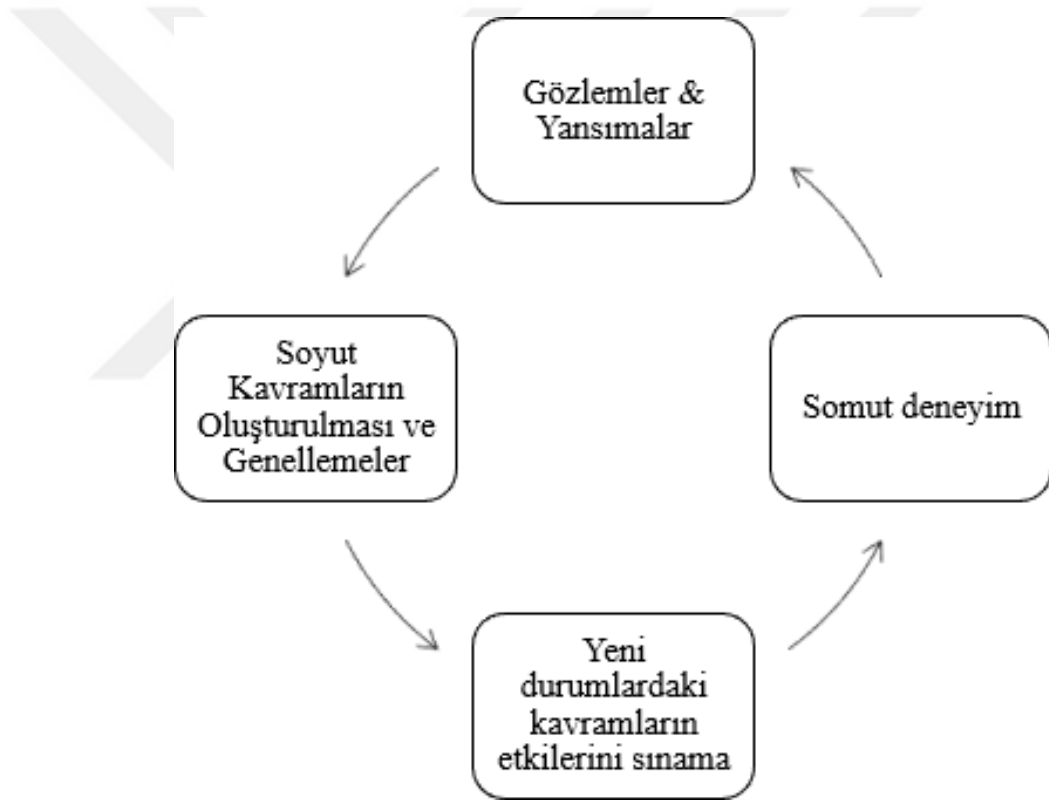 Gözlemler &
Yansımalar
Soyut
Kavramların
Oluşturulması ve
Genellemeler
Somut deneyim
Yeni
durumlardaki
kavramların
etkilerini sınama